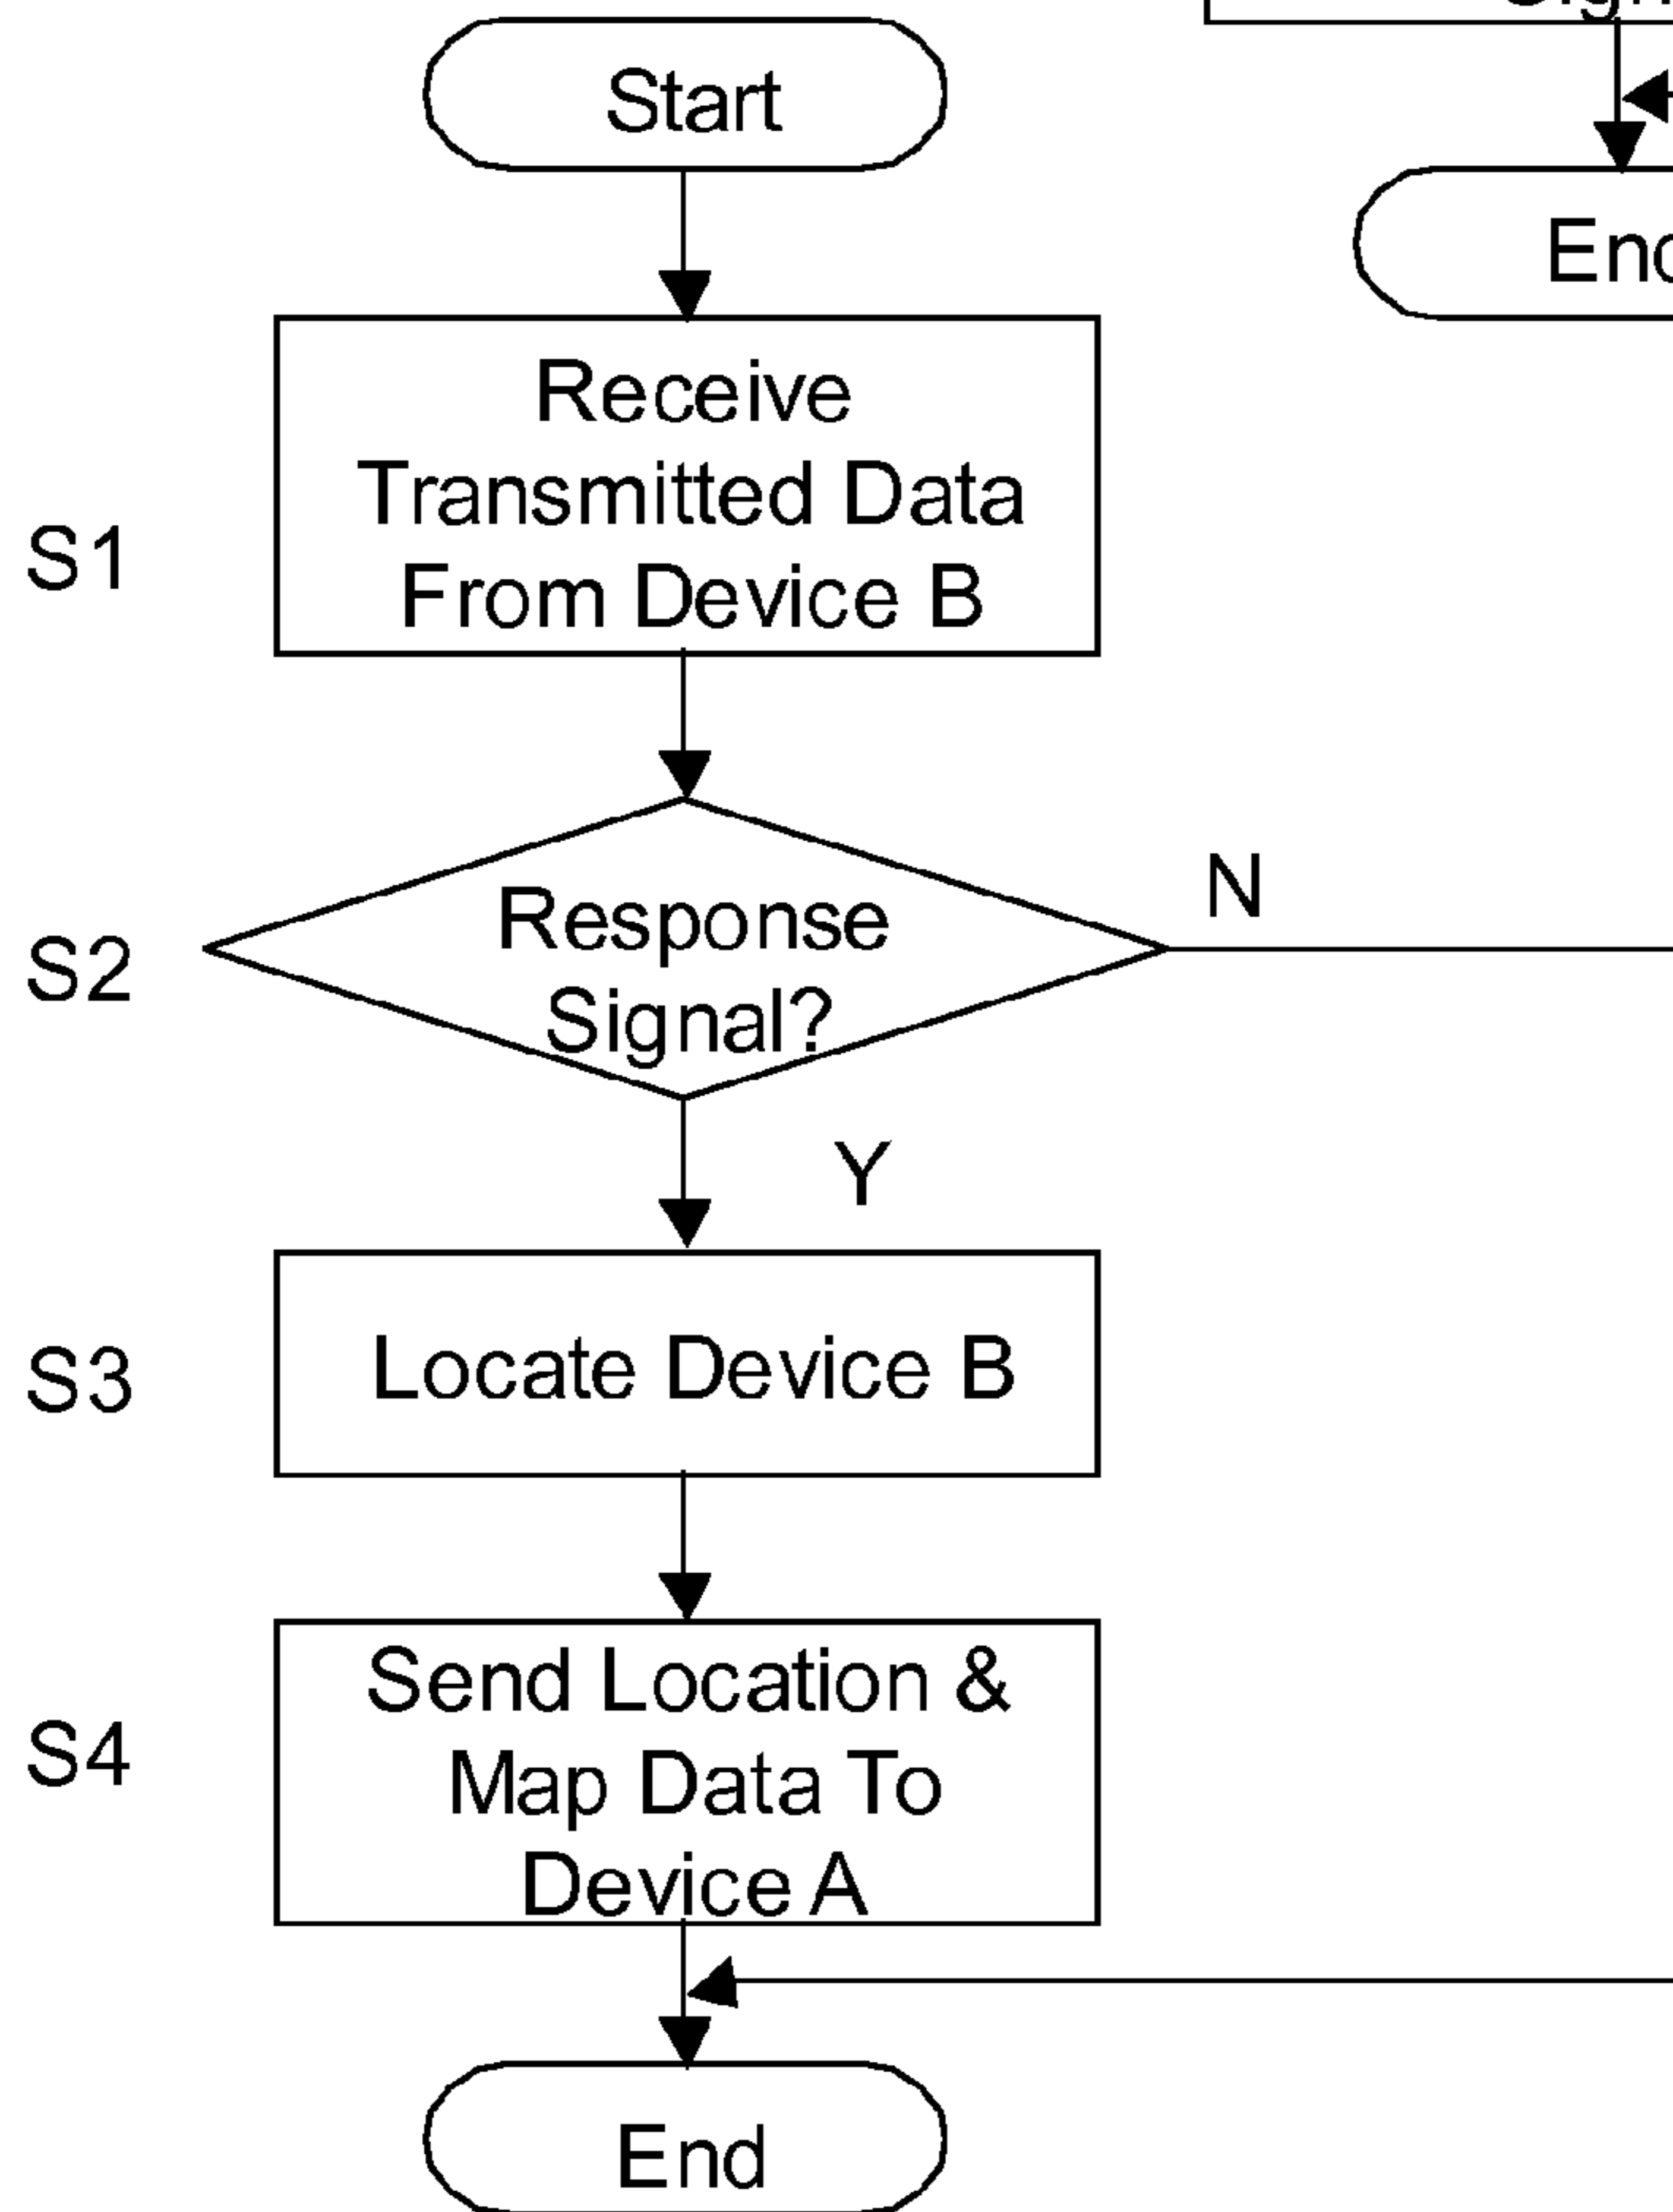 Start
S1
Receive
Transmitted Data
From Device B
S2
Response
Signal?
N
Y
S3
Locate Device B
S4
Send Location &
Map Data To
Device A
End